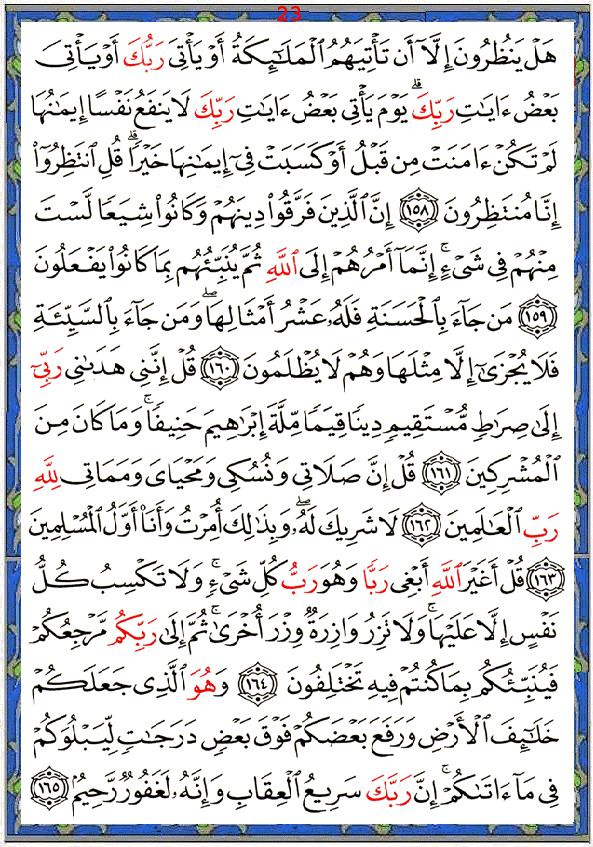 23
هَلْ يَنظُرُونَ إِلَّآ أَن تَأْتِيَهُمُ ٱلْمَلَـٰٓئِكَةُ أَوْ يَأْتِىَ رَبُّكَ أَوْ يَأْتِىَ
بَعْضُ ءَايَـٰتِ رَبِّكَ ۗ يَوْمَ يَأْتِى بَعْضُ ءَايَـٰتِ رَبِّكَ لَا يَنفَعُ نَفْسًا إِيمَـٰنُهَا
لَمْ تَكُنْ ءَامَنَتْ مِن قَبْلُ أَوْ كَسَبَتْ فِىٓ إِيمَـٰنِهَا خَيْرًا ۗ قُلِ ٱنتَظِرُوٓا۟
إِنَّا مُنتَظِرُونَ ١٥٨ إِنَّ ٱلَّذِينَ فَرَّقُوا۟ دِينَهُمْ وَكَانُوا۟ شِيَعًا لَّسْتَ
مِنْهُمْ فِى شَىْءٍ ۚ إِنَّمَآ أَمْرُهُمْ إِلَى ٱللَّهِ ثُمَّ يُنَبِّئُهُم بِمَا كَانُوا۟ يَفْعَلُونَ
١٥٩ مَن جَآءَ بِٱلْحَسَنَةِ فَلَهُۥ عَشْرُ أَمْثَالِهَا ۖ وَمَن جَآءَ بِٱلسَّيِّئَةِ
فَلَا يُجْزَىٰٓ إِلَّا مِثْلَهَا وَهُمْ لَا يُظْلَمُونَ ١٦٠ قُلْ إِنَّنِى هَدَىٰنِى رَبِّىٓ
إِلَىٰ صِرَٰطٍ مُّسْتَقِيمٍ دِينًا قِيَمًا مِّلَّةَ إِبْرَٰهِيمَ حَنِيفًا ۚ وَمَا كَانَ مِنَ
ٱلْمُشْرِكِينَ ١٦١ قُلْ إِنَّ صَلَاتِى وَنُسُكِى وَمَحْيَاىَ وَمَمَاتِى لِلَّهِ
رَبِّ ٱلْعَـٰلَمِينَ ١٦٢ لَا شَرِيكَ لَهُۥ ۖ وَبِذَٰلِكَ أُمِرْتُ وَأَنَا۠ أَوَّلُ ٱلْمُسْلِمِينَ
١٦٣ قُلْ أَغَيْرَ ٱللَّهِ أَبْغِى رَبًّا وَهُوَ رَبُّ كُلِّ شَىْءٍ ۚ وَلَا تَكْسِبُ كُلُّ
نَفْسٍ إِلَّا عَلَيْهَا ۚ وَلَا تَزِرُ وَازِرَةٌ وِزْرَ أُخْرَىٰ ۚ ثُمَّ إِلَىٰ رَبِّكُم مَّرْجِعُكُمْ
فَيُنَبِّئُكُم بِمَا كُنتُمْ فِيهِ تَخْتَلِفُونَ ١٦٤ وَهُوَ ٱلَّذِى جَعَلَكُمْ
خَلَـٰٓئِفَ ٱلْأَرْضِ وَرَفَعَ بَعْضَكُمْ فَوْقَ بَعْضٍ دَرَجَـٰتٍ لِّيَبْلُوَكُمْ
فِى مَآ ءَاتَىٰكُمْ ۗ إِنَّ رَبَّكَ سَرِيعُ ٱلْعِقَابِ وَإِنَّهُۥ لَغَفُورٌ رَّحِيمٌۢ ١٦٥